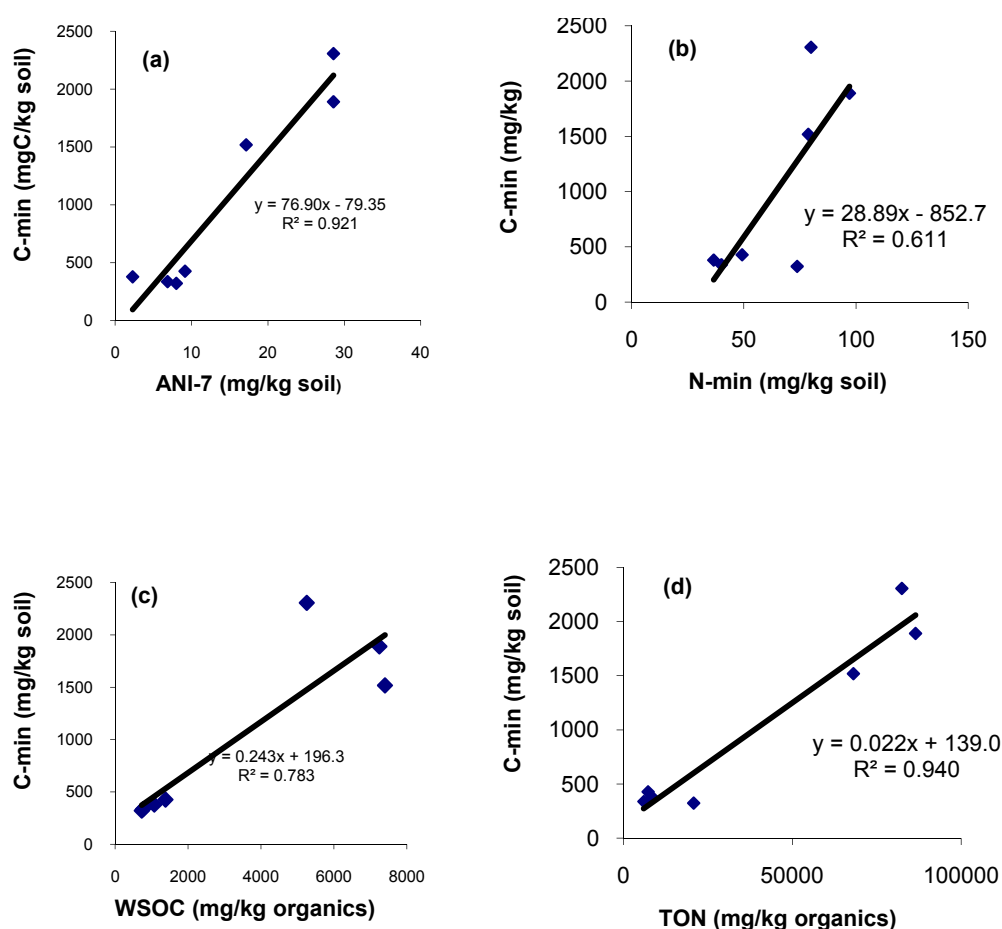 (a)
C-min (mgC/kg soil)
2500
2000
1500
1000
500
0
y = 76.90x - 79.35
R² = 0.921
0 10 20 30 40
ANI-7 (mg/kg soil)
(b)
C-min (mg/kg)
2500
2000
1500
1000
500
0
y = 28.89x - 852.7
R² = 0.611
0 50 100 150
N-min (mg/kg soil)
(c)
C-min (mg/kg soil)
2500
2000
1500
1000
500
0
y = 0.243x + 196.3
R² = 0.783
0 2000 4000 6000 8000
WSOC (mg/kg organics)
(d)
C-min (mg/kg soil)
2500
2000
1500
1000
500
0
y = 0.022x + 139.0
R² = 0.940
0 50000 100000
TON (mg/kg organics)